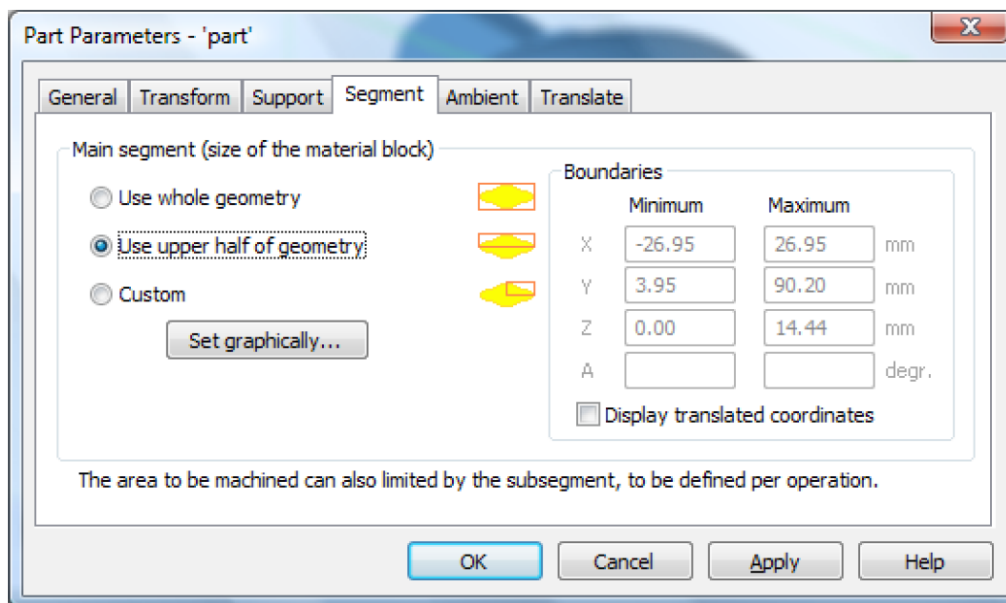 Part Parameters - 'part'
General Transform Support Segment Ambient Translate
Main segment (size of the material block)
Use whole geometry
Use upper half of geometry
Custom
Set graphically...
Boundaries
Minimum Maximum
X -26.95 26.95 mm
Y 3.95 90.20 mm
Z 0.00 14.44 mm
A degr.
Display translated coordinates
The area to be machined can also limited by the subsegment, to be defined per operation.
OK Cancel Apply Help